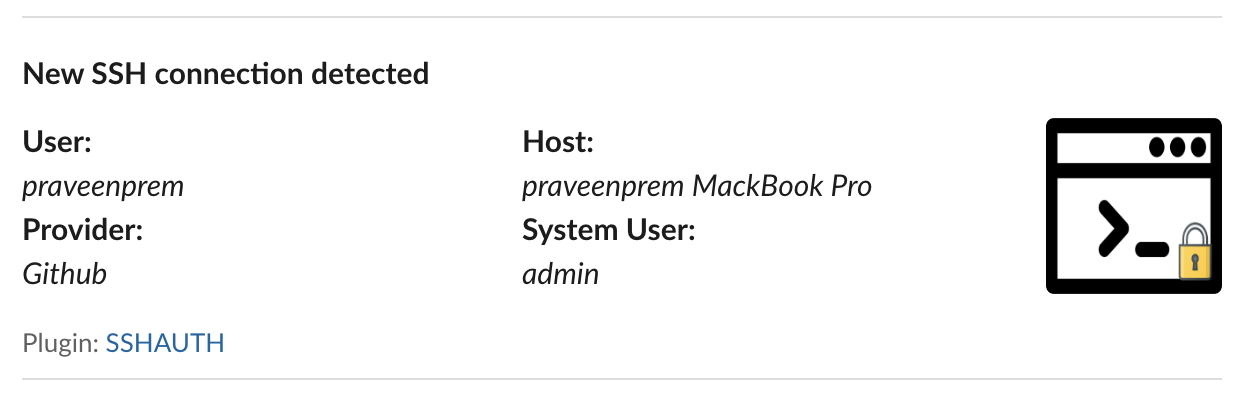 New SSH connection detected
User:
praveenprem
Host:
praveenprem MackBook Pro
Provider:
Github
System User:
admin
Plugin: SSHAUTH